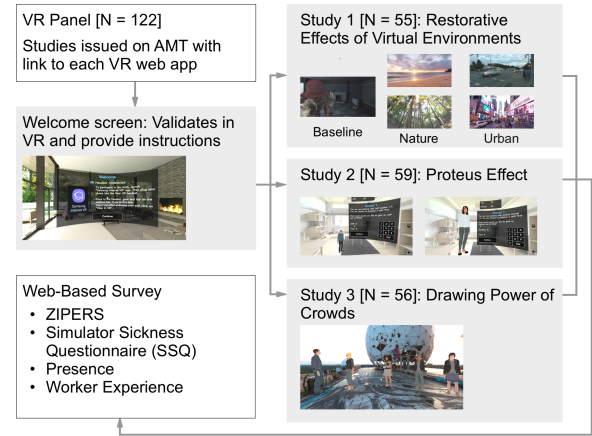 VR Panel [N = 122]
Studies issued on AMT with
link to each VR web app
Welcome screen: Validates in
VR and provide instructions
Welcome
Samsung
Internet VR
Continue
Web-Based Survey
• ZIPERS
• Simulator Sickness
Questionnaire (SSQ)
• Presence
• Worker Experience
Study 1 [N = 55]: Restorative
Effects of Virtual Environments
Baseline
Nature
Urban
Study 2 [N = 59]: Proteus Effect
Study 3 [N = 56]: Drawing Power of
Crowds